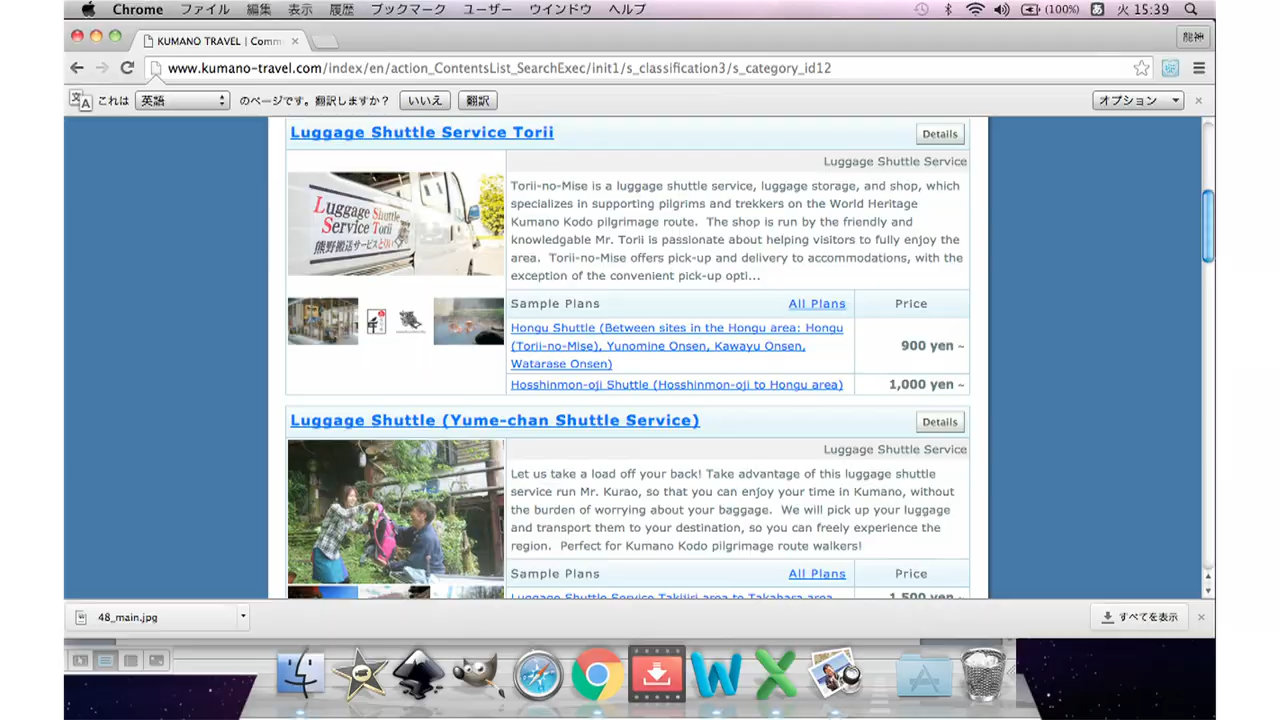 Chrome ファイル 編集 表示 履歴 ブックマーク ユーザー ウインドウ ヘルプ (100%) あ 火 15:39
KUMANO TRAVEL | Comm
龍神
www.kumano-travel.com/index/en/action_ContentsList_SearchExec/init1/s_classification3/s_category_id12
これは 英語 のページです。翻訳しますか? いいえ 翻訳 オプション
Luggage Shuttle Service Torii Details
Luggage Shuttle Service
Torii-no-Mise is a luggage shuttle service, luggage storage, and shop, which
specializes in supporting pilgrims and trekkers on the World Heritage
Kumano Kodo pilgrimage route. The shop is run by the friendly and
knowledgable Mr. Torii is passionate about helping visitors to fully enjoy the
area. Torii-no-Mise offers pick-up and delivery to accommodations, with the
exception of the convenient pick-up opti...
Luggage Shuttle
Service Torii
熊野搬送サービスとりい
Sample Plans All Plans Price
Hongu Shuttle (Between sites in the Hongu area: Hongu
(Torii-no-Mise), Yunomine Onsen, Kawayu Onsen,
Watarase Onsen) 900 yen ~
Hosshinmon-oji Shuttle (Hosshinmon-oji to Hongu area) 1,000 yen ~
Luggage Shuttle (Yume-chan Shuttle Service) Details
Luggage Shuttle Service
Let us take a load off your back! Take advantage of this luggage shuttle
service run Mr. Kurao, so that you can enjoy your time in Kumano, without
the burden of worrying about your baggage. We will pick up your luggage
and transport them to your destination, so you can freely experience the
region. Perfect for Kumano Kodo pilgrimage route walkers!
Sample Plans All Plans Price
Luggage Shuttle Service Takijiri area to Takahara area 1,500 yen ~
48_main.jpg すべてを表示